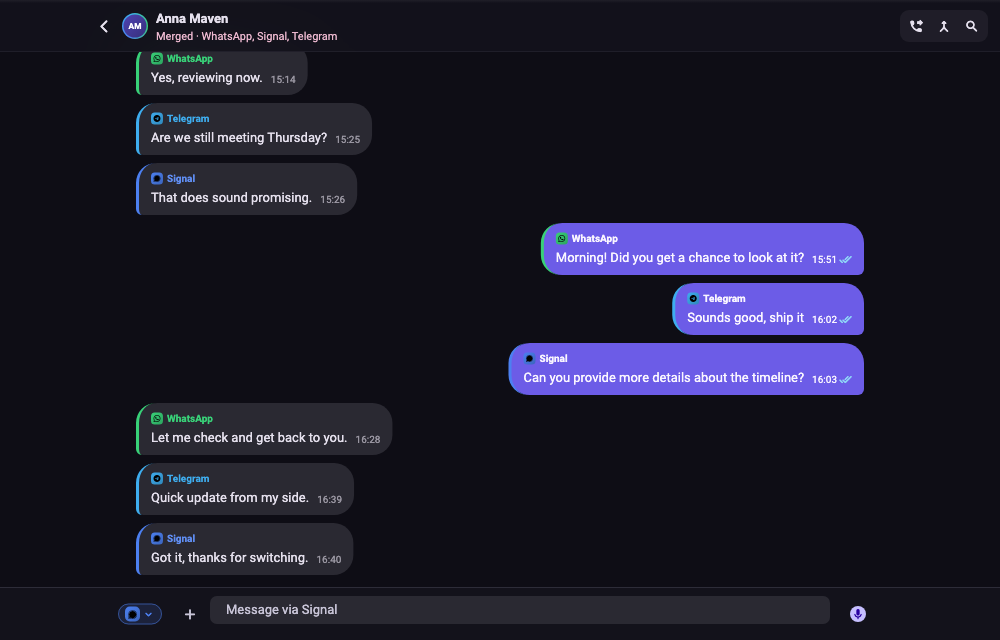 AM
Anna Maven
Merged · WhatsApp, Signal, Telegram
WhatsApp
Yes, reviewing now. 15:14
Telegram
Are we still meeting Thursday? 15:25
Signal
That does sound promising. 15:26
WhatsApp
Morning! Did you get a chance to look at it? 15:51
Telegram
Sounds good, ship it 16:02
Signal
Can you provide more details about the timeline? 16:03
WhatsApp
Let me check and get back to you. 16:28
Telegram
Quick update from my side. 16:39
Signal
Got it, thanks for switching. 16:40
Message via Signal